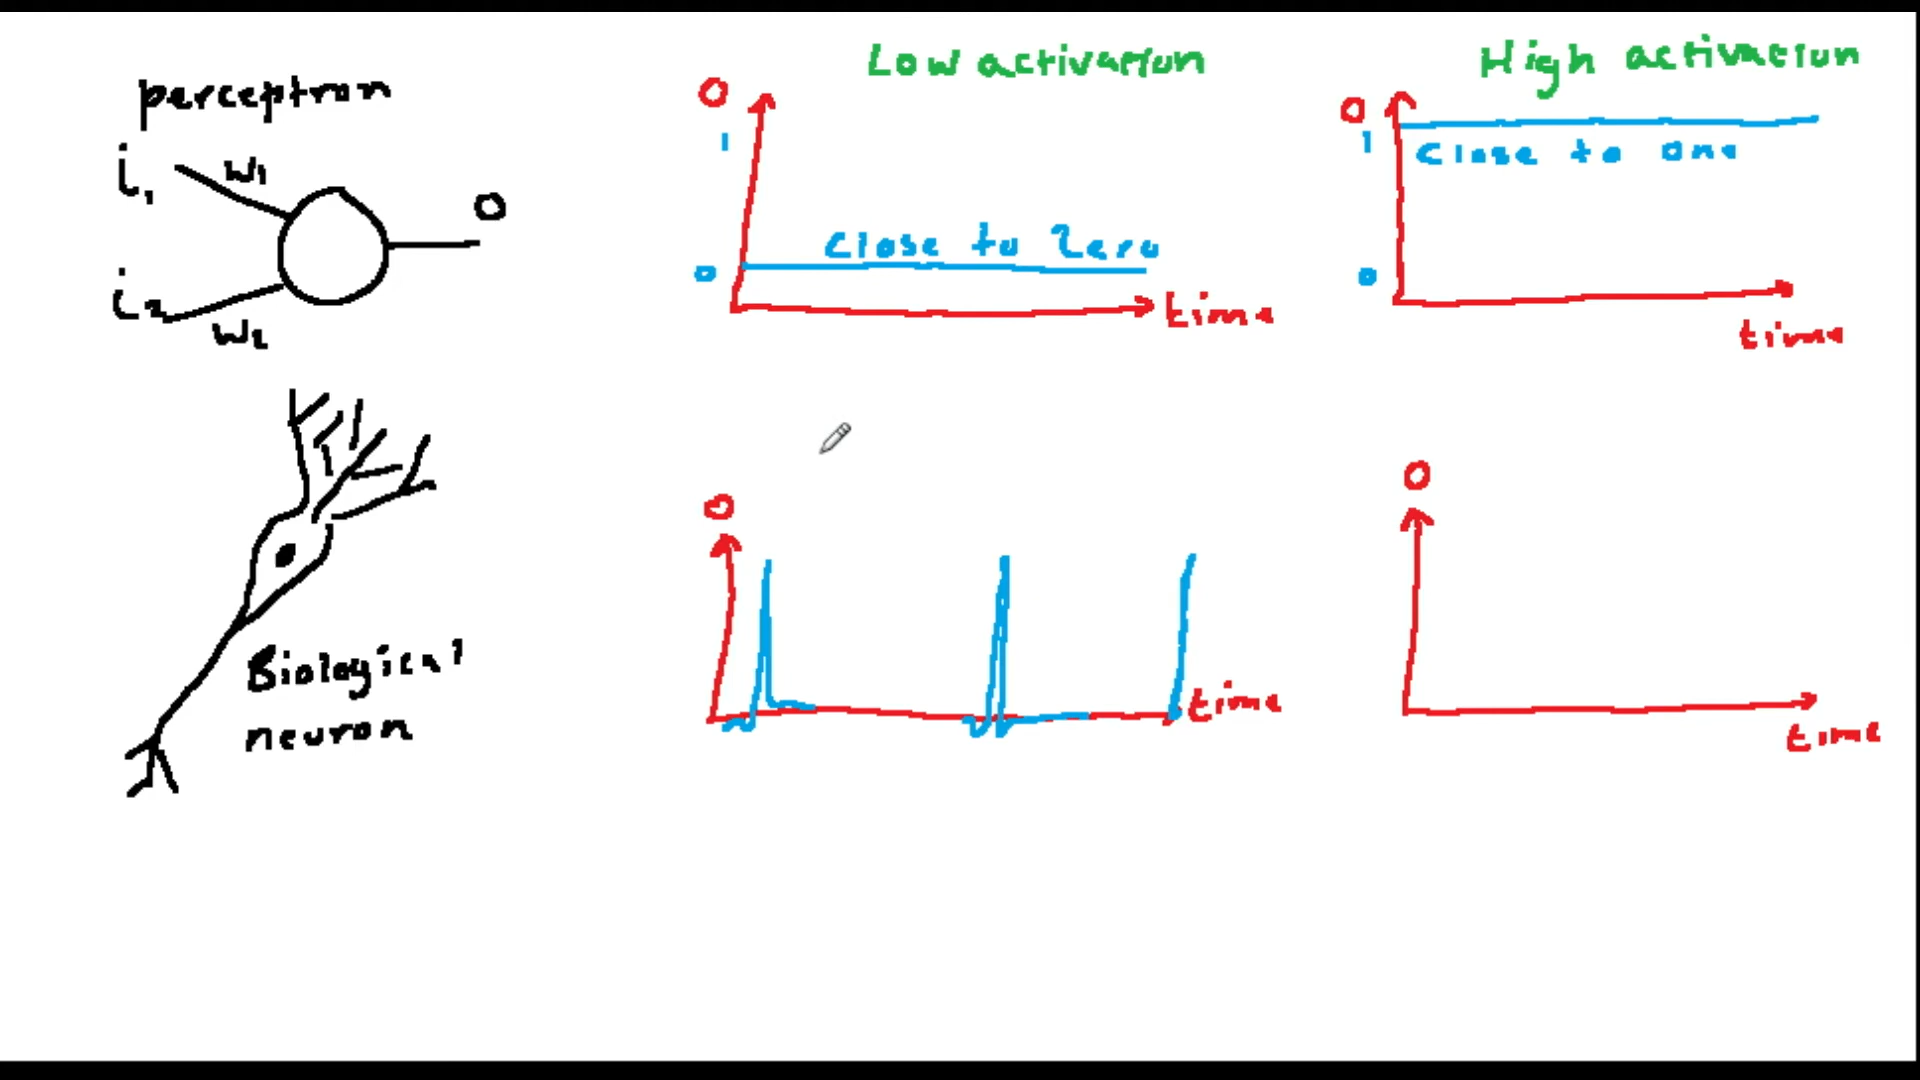 perceptron
i1
w1
i2
w2
O
Low activation
O
1
0
Close to Zero
time
High activation
O
1
Close to one
0
time
Biological
neuron
O
time
O
time